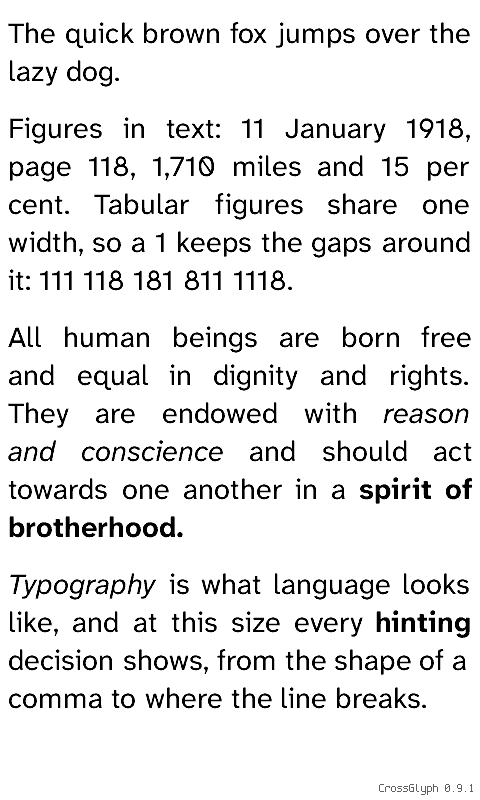 The quick brown fox jumps over the
lazy dog.
Figures in text: 11 January 1918,
page 118, 1,710 miles and 15 per
cent. Tabular figures share one
width, so a 1 keeps the gaps around
it: 111 118 181 811 1118.
All human beings are born free
and equal in dignity and rights.
They are endowed with reason
and conscience and should act
towards one another in a spirit of
brotherhood.
Typography is what language looks
like, and at this size every hinting
decision shows, from the shape of a
comma to where the line breaks.
CrossGlyph 0.9.1